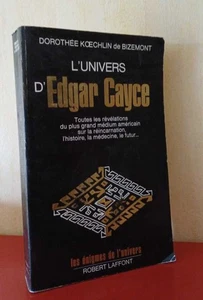 DOROTHÉE KŒCHLIN de BIZEMONT
L'UNIVERS
D'Edgar Cayce
Toutes les révélations
du plus grand médium américain
sur la réincarnation,
l'histoire, la médecine, le futur...
les énigmes de l'univers
ROBERT LAFFONT